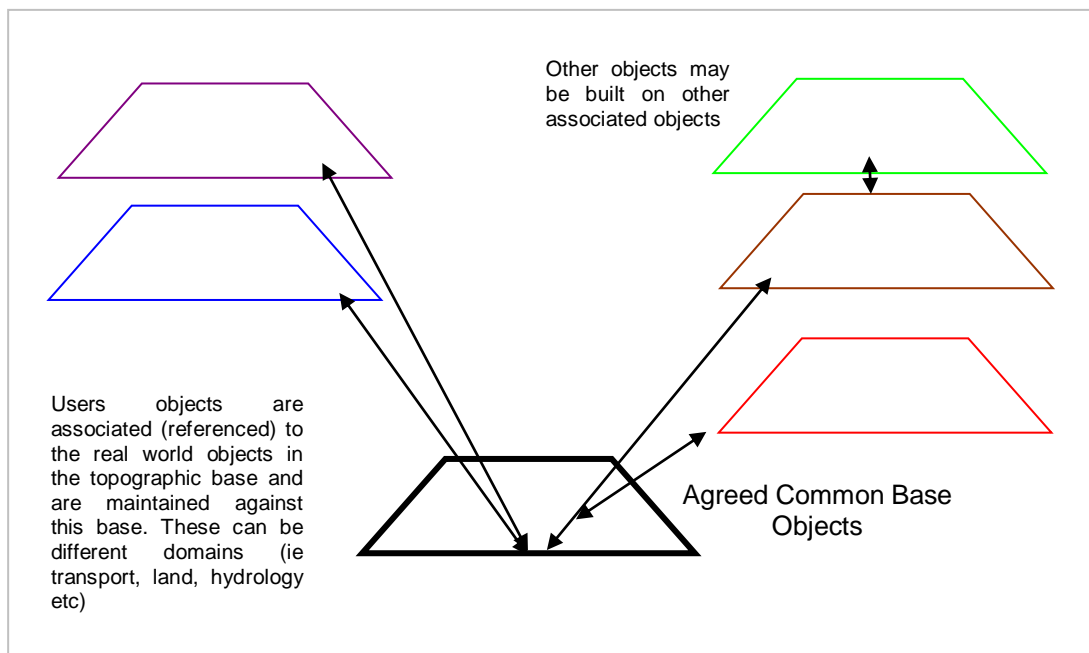 Other objects may
be built on other
associated objects
Users objects are
associated (referenced) to
the real world objects in
the topographic base and
are maintained against
this base. These can be
different domains (ie
transport, land, hydrology
etc)
Agreed Common Base
Objects